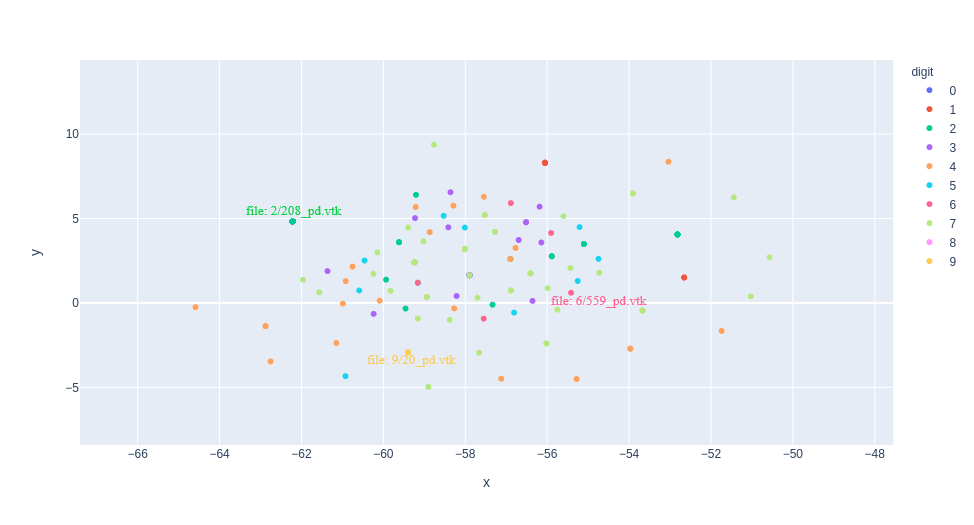 digit
0
1
2
3
4
5
6
7
8
9
10
5
0
−5
y
file: 2/208_pd.vtk
file: 6/559_pd.vtk
file: 9/20_pd.vtk
−66 −64 −62 −60 −58 −56 −54 −52 −50 −48
x